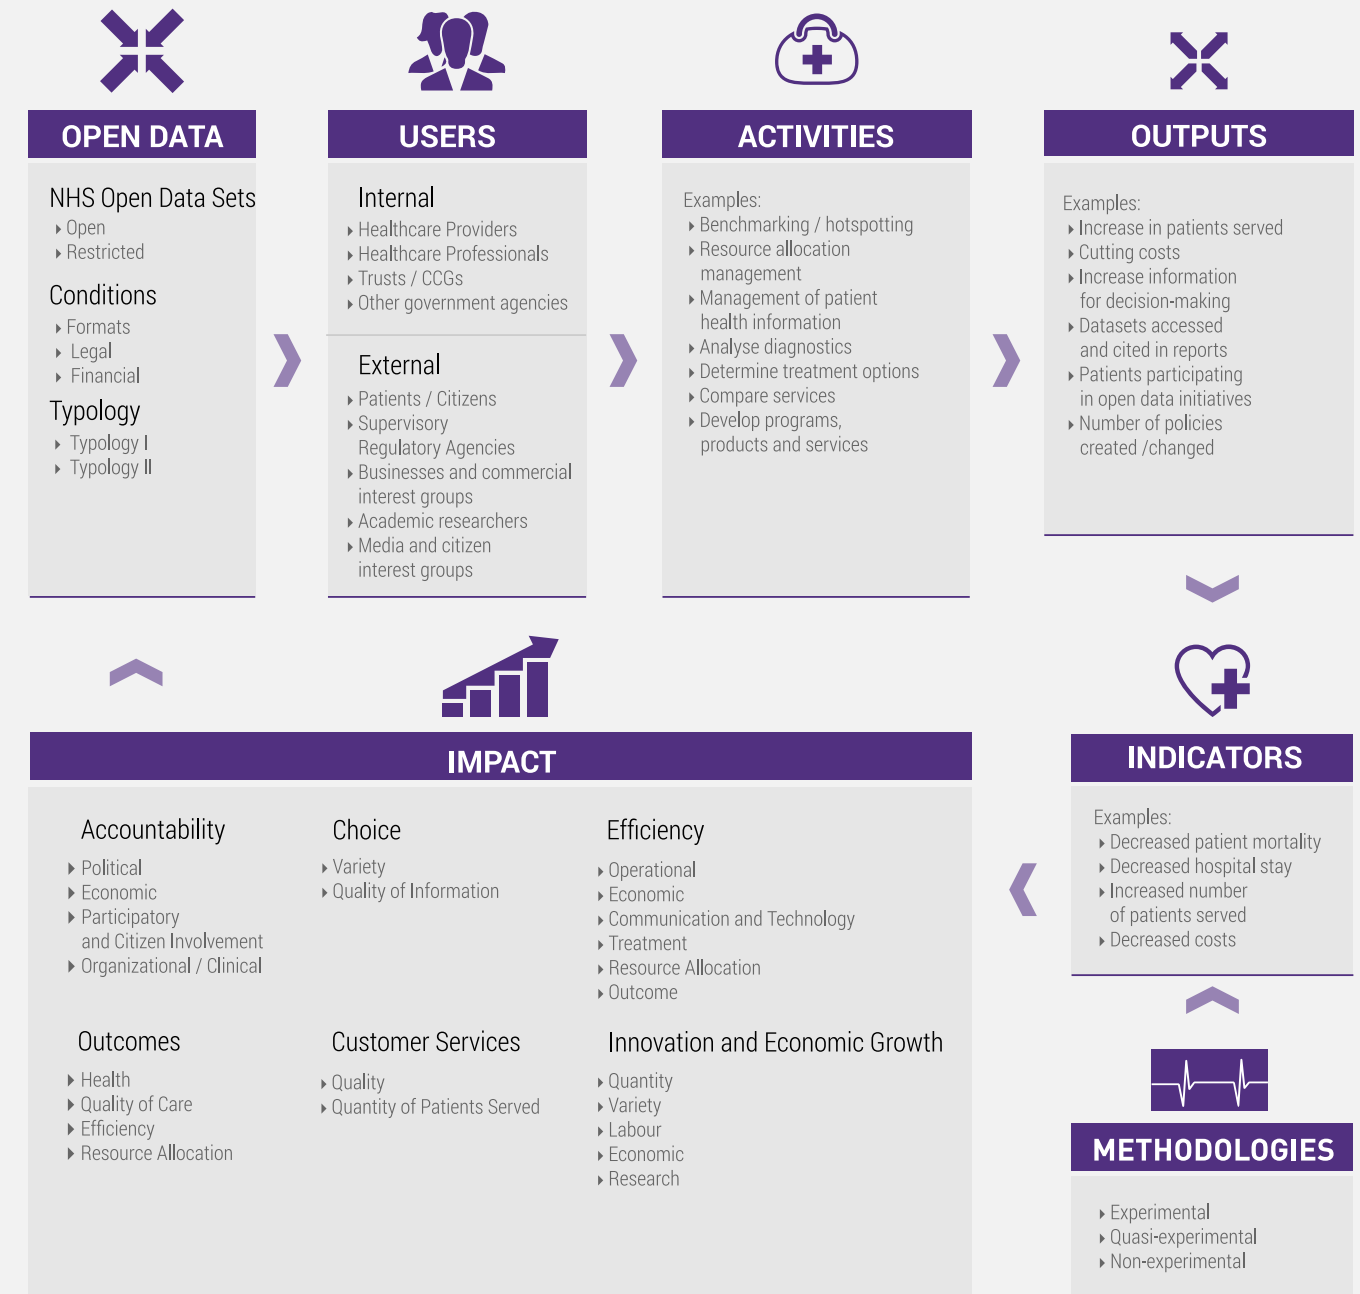 OPEN DATA
NHS Open Data Sets
Open
Restricted
Conditions
Formats
Legal
Financial
Typology
Typology I
Typology II
USERS
Internal
Healthcare Providers
Healthcare Professionals
Trusts / CCGs
Other government agencies
External
Patients / Citizens
Supervisory
Regulatory Agencies
Businesses and commercial
interest groups
Academic researchers
Media and citizen
interest groups
ACTIVITIES
Examples:
Benchmarking / hotspotting
Resource allocation
management
Management of patient
health information
Analyse diagnostics
Determine treatment options
Compare services
Develop programs,
products and services
OUTPUTS
Examples:
Increase in patients served
Cutting costs
Increase information
for decision-making
Datasets accessed
and cited in reports
Patients participating
in open data initiatives
Number of policies
created /changed
INDICATORS
Examples:
Decreased patient mortality
Decreased hospital stay
Increased number
of patients served
Decreased costs
METHODOLOGIES
Experimental
Quasi-experimental
Non-experimental
IMPACT
Accountability
Political
Economic
Participatory
and Citizen Involvement
Organizational / Clinical
Choice
Variety
Quality of Information
Efficiency
Operational
Economic
Communication and Technology
Treatment
Resource Allocation
Outcome
Outcomes
Health
Quality of Care
Efficiency
Resource Allocation
Customer Services
Quality
Quantity of Patients Served
Innovation and Economic Growth
Quantity
Variety
Labour
Economic
Research